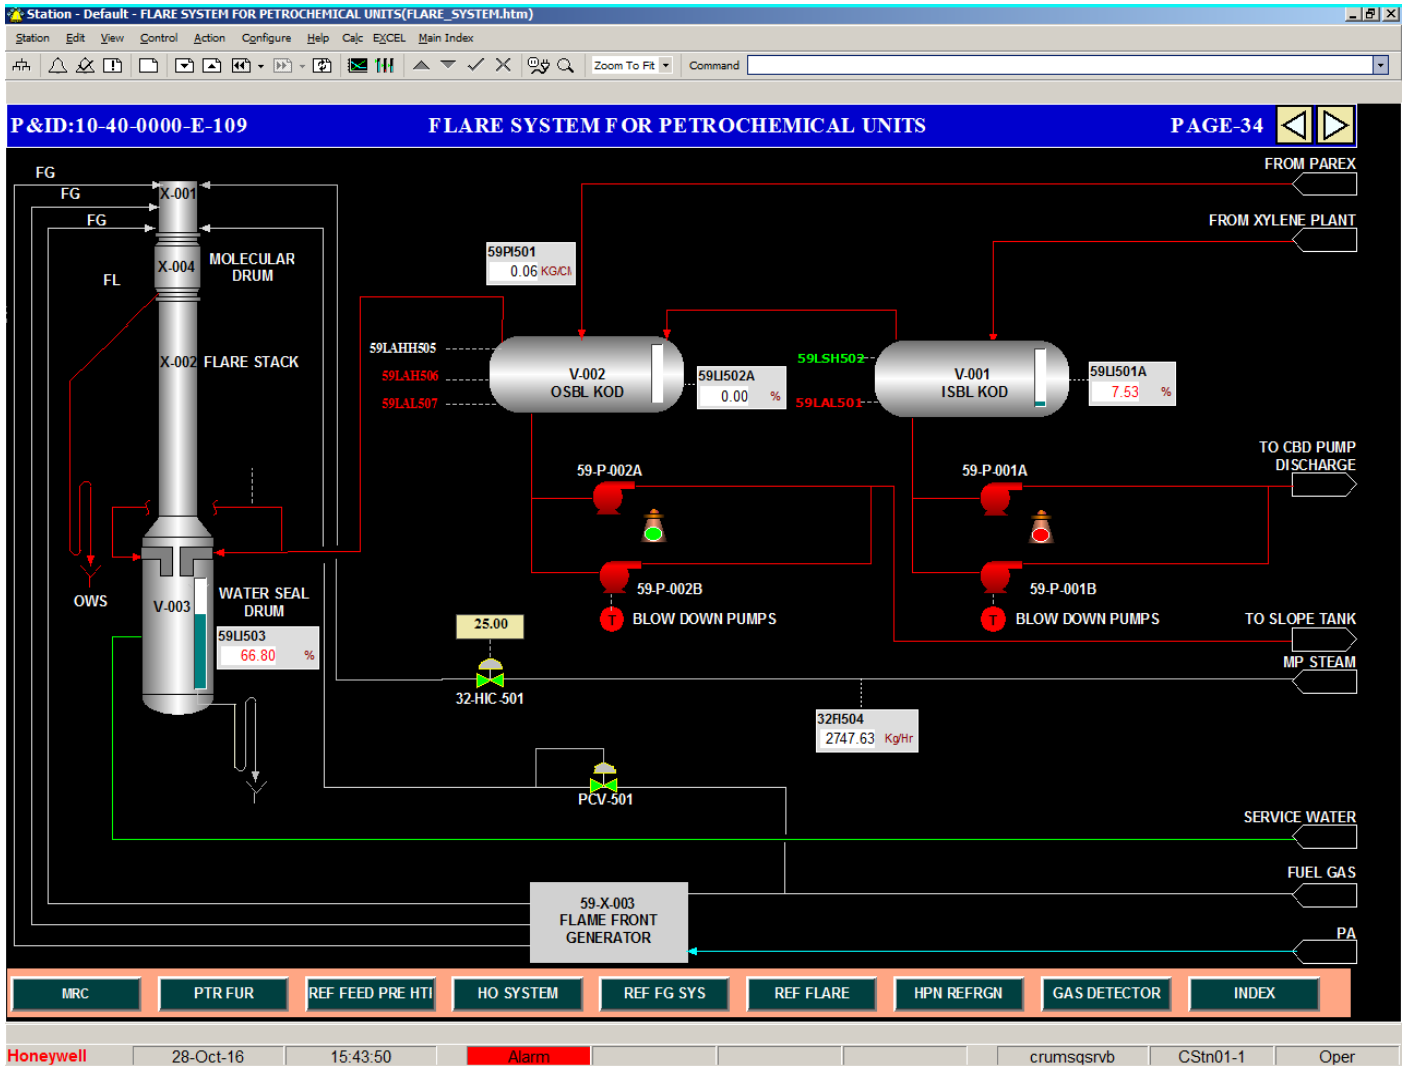 Station - Default - FLARE SYSTEM FOR PETROCHEMICAL UNITS(FLARE_SYSTEM.htm)
Station Edit View Control Action Configure Help Calc EXCEL Main Index
Zoom To Fit Command
P&ID:10-40-0000-E-109 FLARE SYSTEM FOR PETROCHEMICAL UNITS PAGE-34
FROM PAREX
FG
X-001
FG
FG
FROM XYLENE PLANT
MOLECULAR
DRUM
X-004
FL
59PI501
0.06 KG/C
59LAHH505
X-002 FLARE STACK
59LAH506
59LAL507
V-002
OSBL KOD
59LI502A
0.00 %
59LSH502
59LAL501
V-001
ISBL KOD
59LI501A
7.53 %
TO CBD PUMP
DISCHARGE
59-P-002A
59-P-001A
59-P-002B
59-P-001B
T BLOW DOWN PUMPS
T BLOW DOWN PUMPS
OWS
V-003
WATER SEAL
DRUM
59LI503
66.80 %
25.00
32-HIC-501
TO SLOPE TANK
MP STEAM
32FI504
2747.63 Kg/Hr
PCV-501
SERVICE WATER
FUEL GAS
59-X-003
FLAME FRONT
GENERATOR
PA
MRC PTR FUR REF FEED PRE HTI HO SYSTEM REF FG SYS REF FLARE HPN REFRGN GAS DETECTOR INDEX
Honeywell 28-Oct-16 15:43:50 Alarm crumsqsrvb CStn01-1 Oper